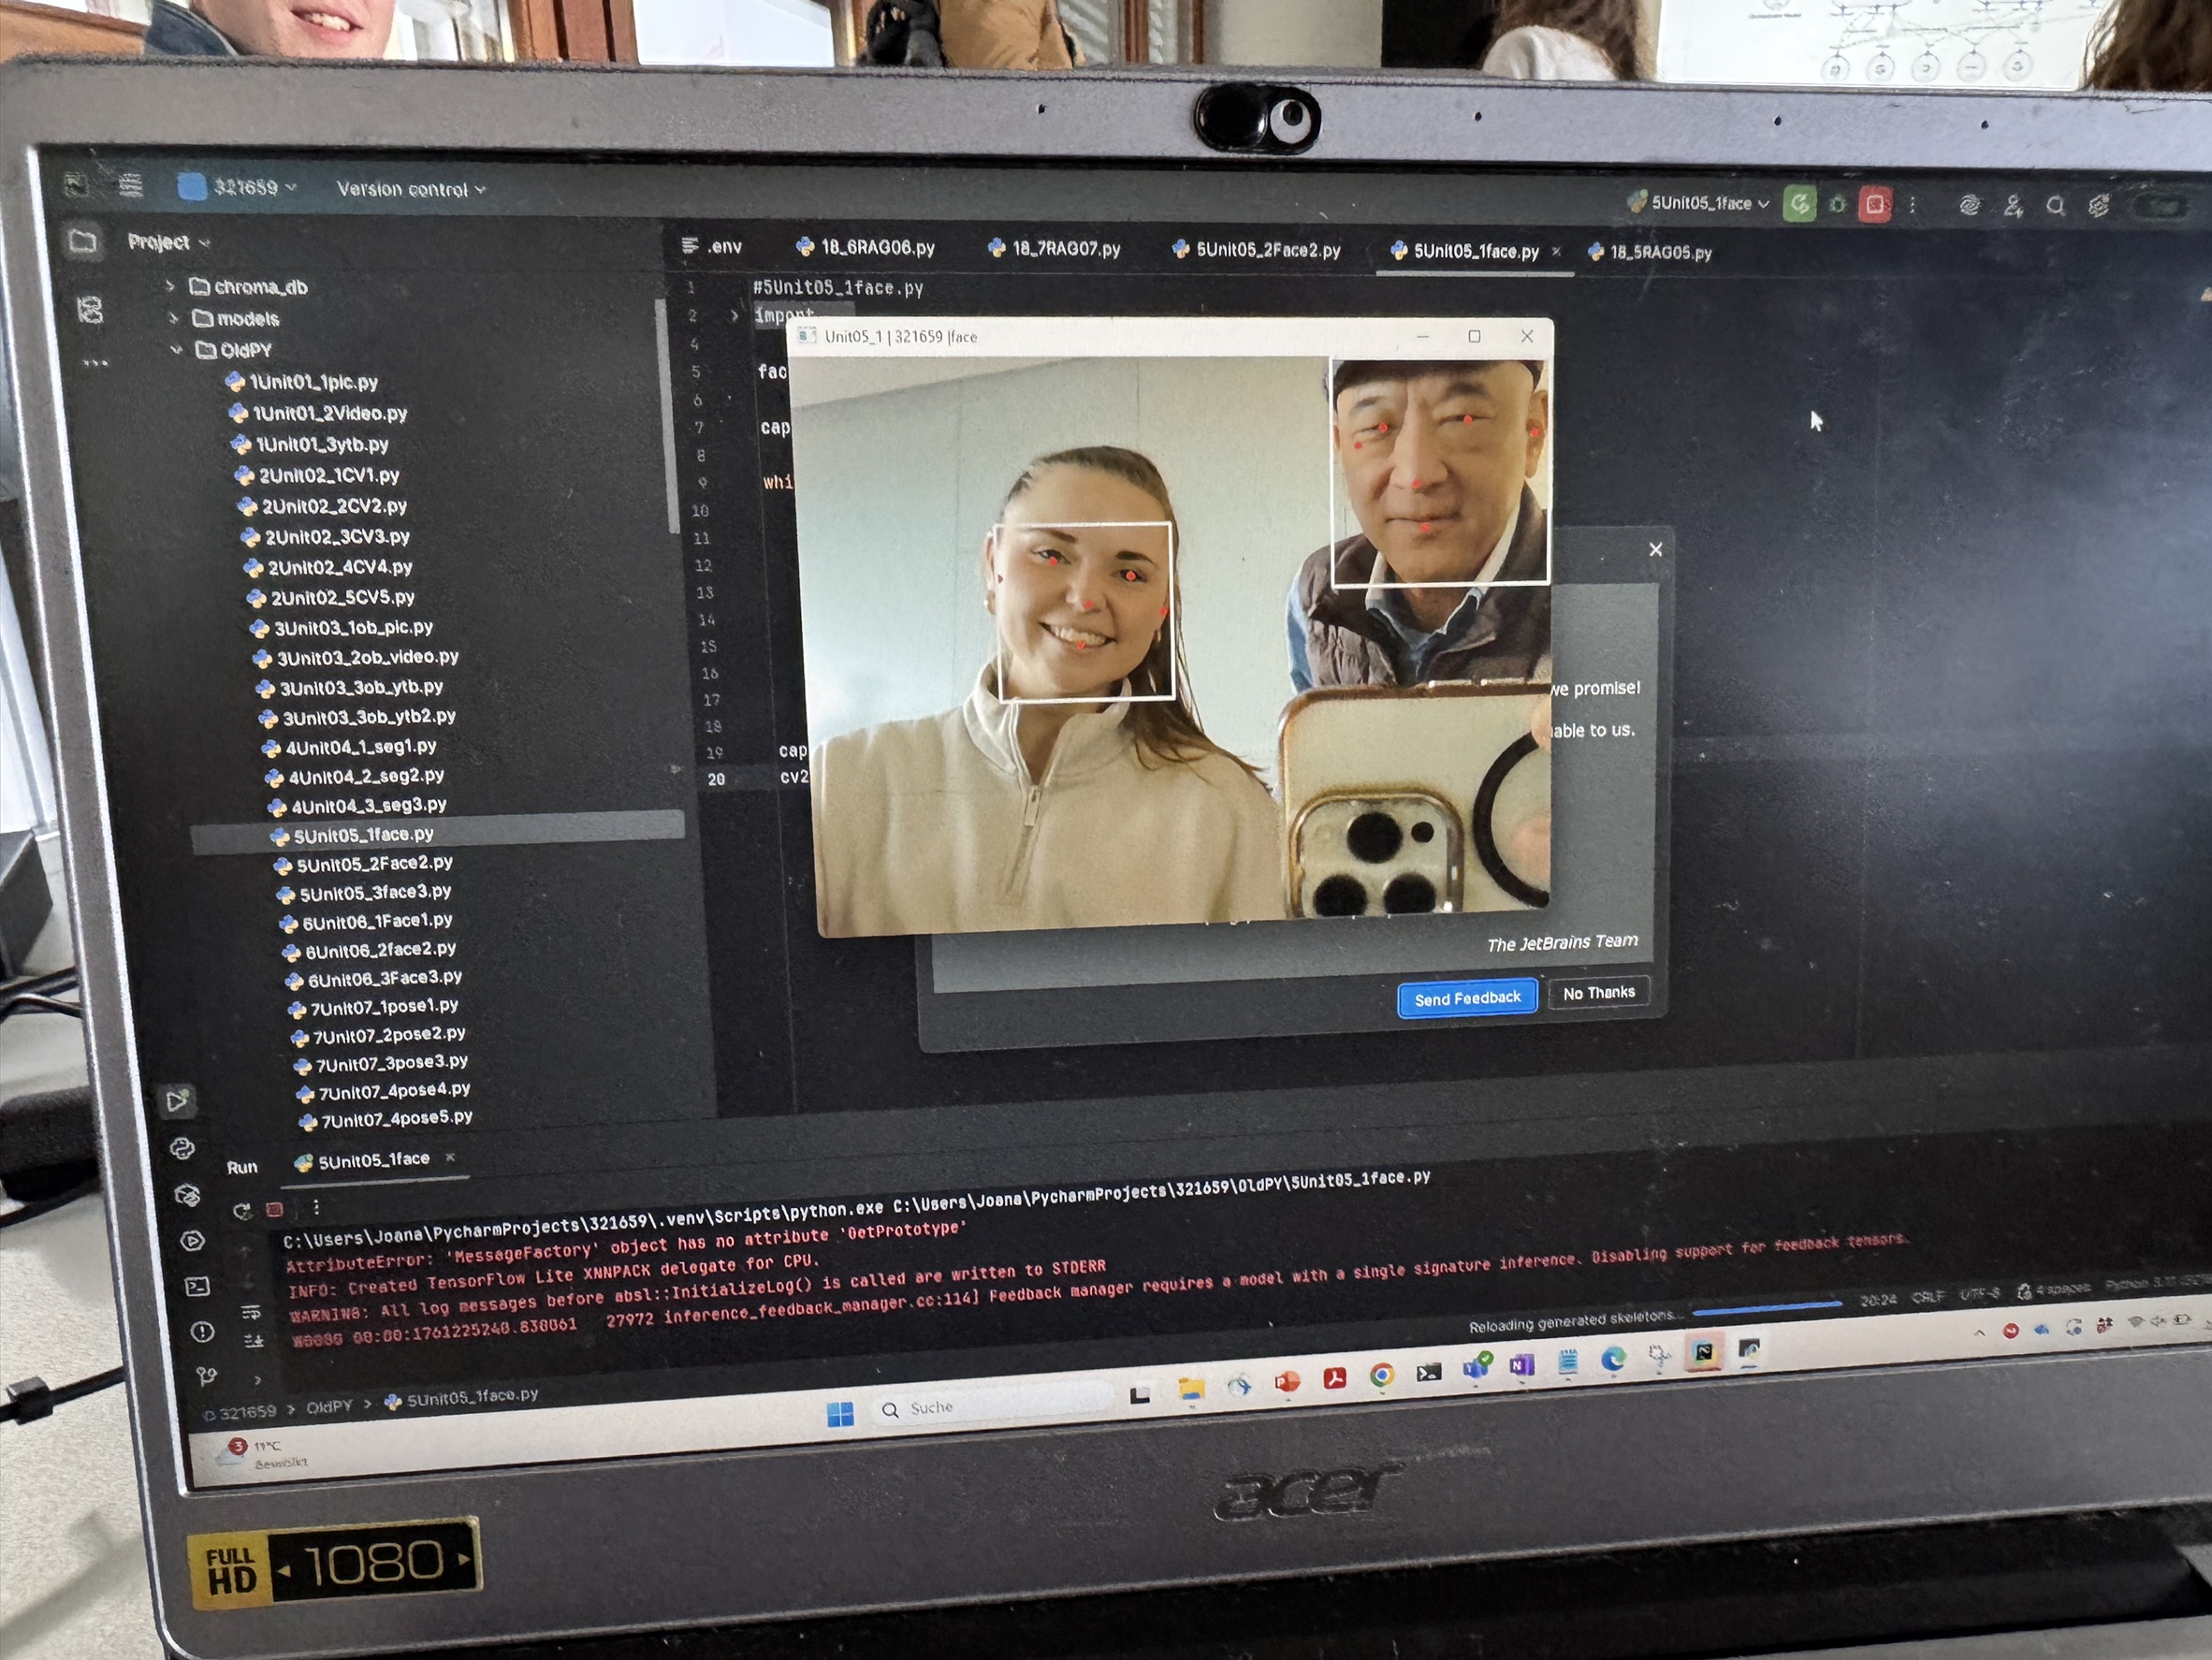 321659
Version control
5Unit05_1face
Project
.env
18_6RAG06.py
18_7RAG07.py
5Unit05_2Face2.py
5Unit05_1face.py
18_5RAG05.py
chroma_db
models
OldPY
1Unit01_1pic.py
1Unit01_2Video.py
1Unit01_3ytb.py
2Unit02_1CV1.py
2Unit02_2CV2.py
2Unit02_3CV3.py
2Unit02_4CV4.py
2Unit02_5CV5.py
3Unit03_1ob_pic.py
3Unit03_2ob_video.py
3Unit03_3ob_ytb.py
3Unit03_3ob_ytb2.py
4Unit04_1_seg1.py
4Unit04_2_seg2.py
4Unit04_3_seg3.py
5Unit05_1face.py
5Unit05_2Face2.py
5Unit05_3face3.py
6Unit06_1Face1.py
6Unit06_2face2.py
6Unit06_3Face3.py
7Unit07_1pose1.py
7Unit07_2pose2.py
7Unit07_3pose3.py
7Unit07_4pose4.py
7Unit07_4pose5.py
1 #5Unit05_1face.py
2 import
4
5 fac
6
7 cap
8
9 whi
10
11
12
13
14
15
16
17
18
19 cap
20 cv2
Unit05_1 | 321659 |face
we promise!
able to us.
The JetBrains Team
Send Feedback
No Thanks
Run
5Unit05_1face
C:\Users\Joana\PycharmProjects\321659\.venv\Scripts\python.exe C:\Users\Joana\PycharmProjects\321659\OldPY\5Unit05_1face.py
AttributeError: 'MessageFactory' object has no attribute 'GetPrototype'
INFO: Created TensorFlow Lite XNNPACK delegate for CPU.
WARNING: All log messages before absl::InitializeLog() is called are written to STDERR
W0000 00:00:1761225240.830061 27972 inference_feedback_manager.cc:114] Feedback manager requires a model with a single signature inference. Disabling support for feedback tensors.
Reloading generated skeletons...
20:24
CRLF
UTF-8
4 spaces
321659
OldPY
5Unit05_1face.py
3
11°C
Bewölkt
Suche
acer
FULL HD
1080